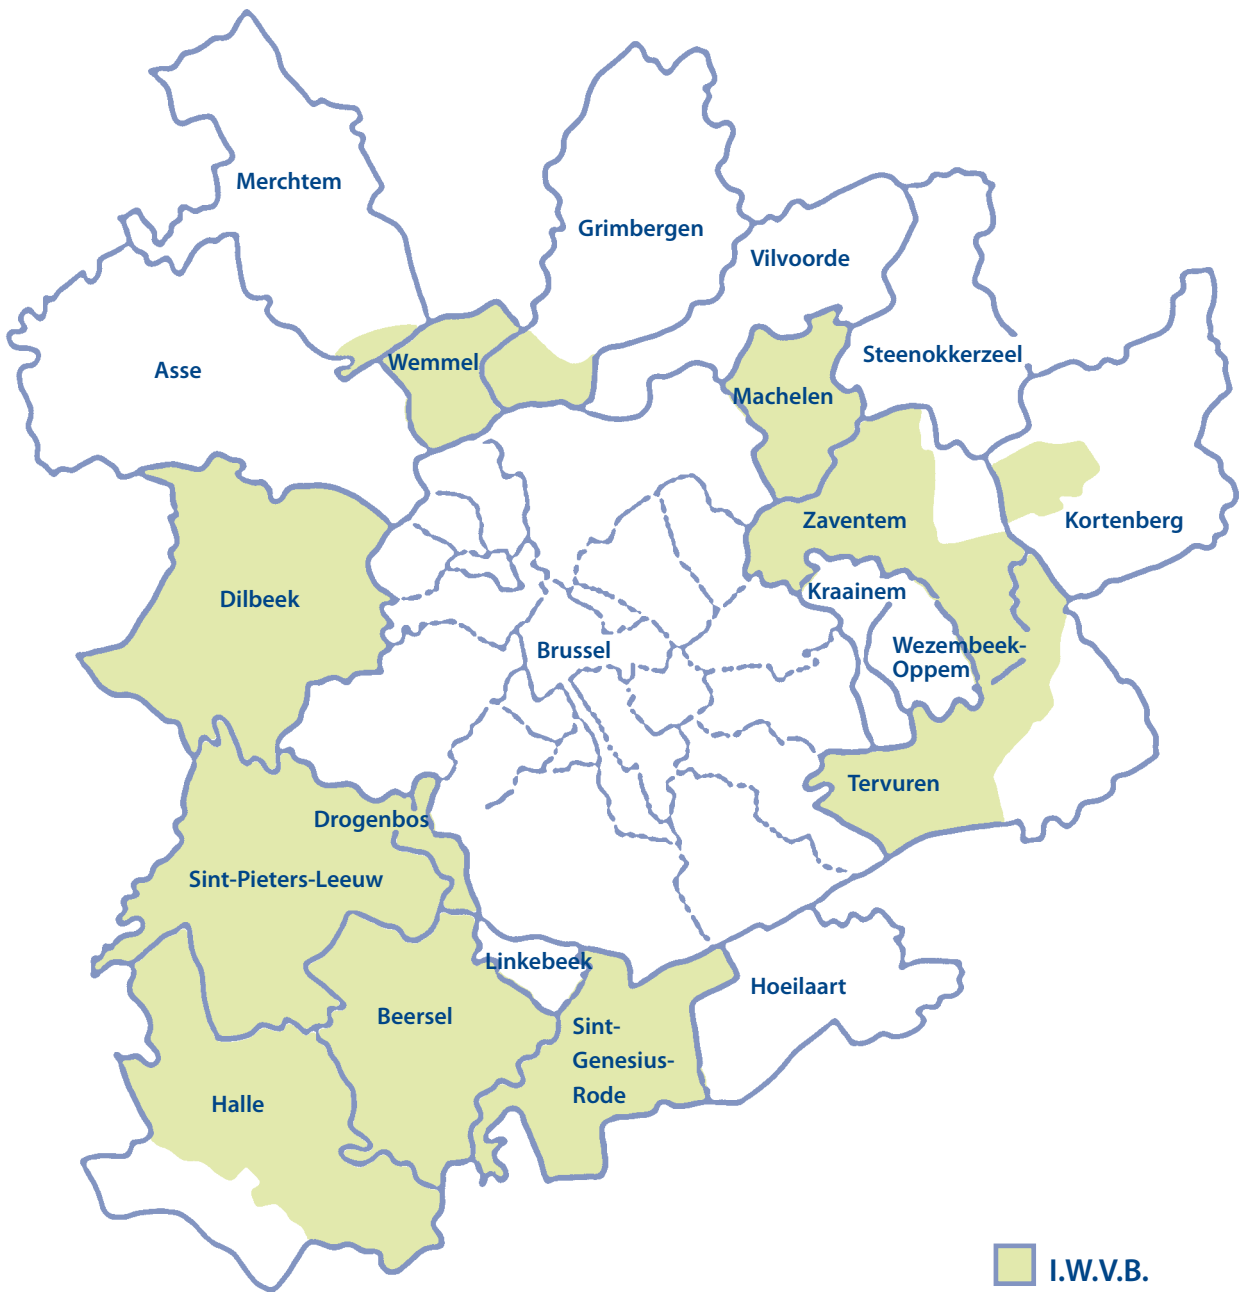 Merchtem
Grimbergen
Vilvoorde
Steenokkerzeel
Asse
Wemmel
Machelen
Zaventem
Kortenberg
Dilbeek
Kraainem
Brussel
Wezembeek-
Oppem
Tervuren
Drogenbos
Sint-Pieters-Leeuw
Linkebeek
Hoeilaart
Beersel
Sint-
Genesius-
Rode
Halle
I.W.V.B.